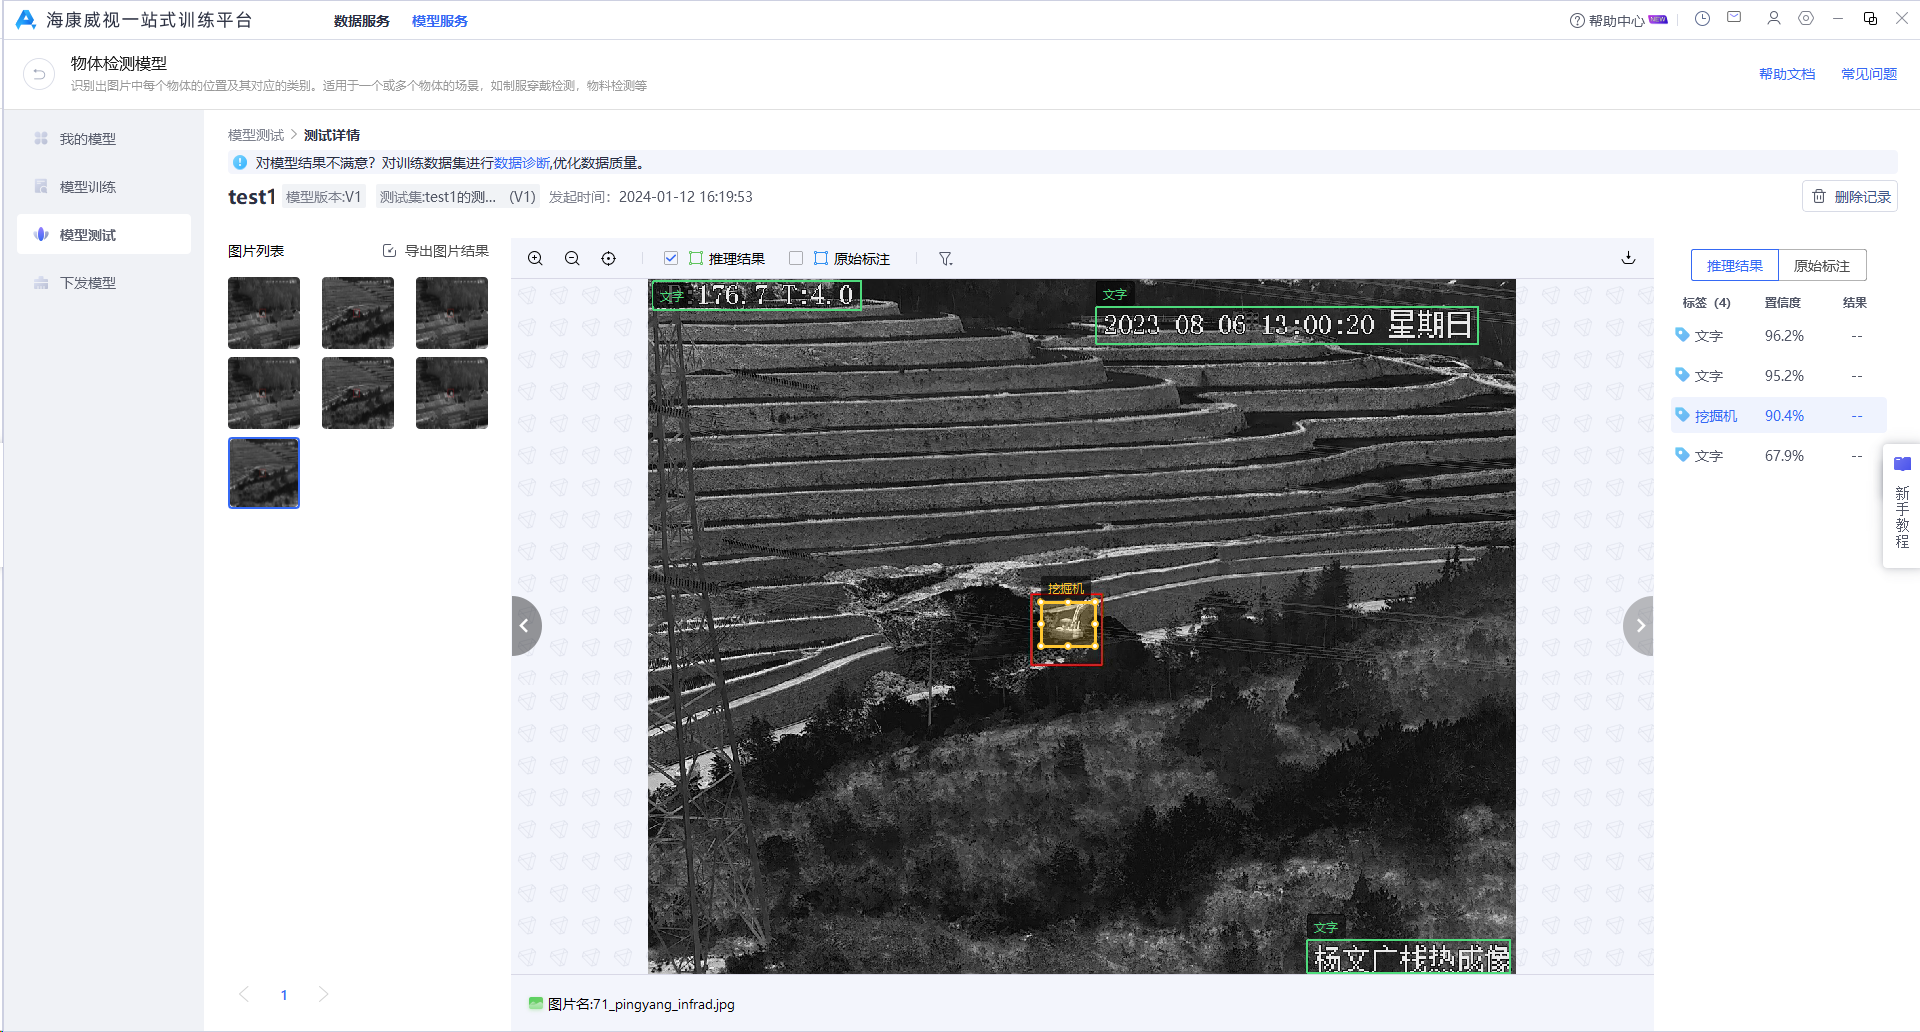 海康威视一站式训练平台
数据服务
模型服务
帮助中心
NEW
物体检测模型
识别出图片中每个物体的位置及其对应的类别。适用于一个或多个物体的场景，如制服穿戴检测，物料检测等
帮助文档
常见问题
我的模型
模型训练
模型测试
下发模型
模型测试 > 测试详情
对模型结果不满意？对训练数据集进行数据诊断,优化数据质量。
test1
模型版本:V1
测试集:test1的测... (V1)
发起时间：2024-01-12 16:19:53
删除记录
图片列表
导出图片结果
推理结果
原始标注
文字
176.7 T:4.0
文字
2023 08 06 13:00:20 星期日
挖掘机
文字
杨文广栈热成像
图片名:71_pingyang_infrad.jpg
1
推理结果
原始标注
标签（4） 置信度 结果
文字 96.2% --
文字 95.2% --
挖掘机 90.4% --
文字 67.9% --
新手教程